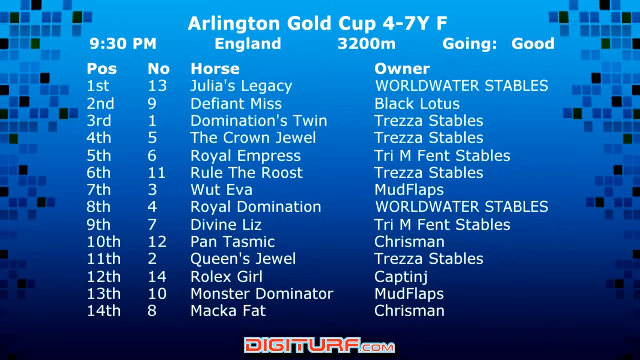 Arlington Gold Cup 4-7Y F
9:30 PM England 3200m Going: Good
Pos No Horse Owner
1st 13 Julia's Legacy WORLDWATER STABLES
2nd 9 Defiant Miss Black Lotus
3rd 1 Domination's Twin Trezza Stables
4th 5 The Crown Jewel Trezza Stables
5th 6 Royal Empress Tri M Fent Stables
6th 11 Rule The Roost Trezza Stables
7th 3 Wut Eva MudFlaps
8th 4 Royal Domination WORLDWATER STABLES
9th 7 Divine Liz Tri M Fent Stables
10th 12 Pan Tasmic Chrisman
11th 2 Queen's Jewel Trezza Stables
12th 14 Rolex Girl Captinj
13th 10 Monster Dominator MudFlaps
14th 8 Macka Fat Chrisman
DIGITURF.COM